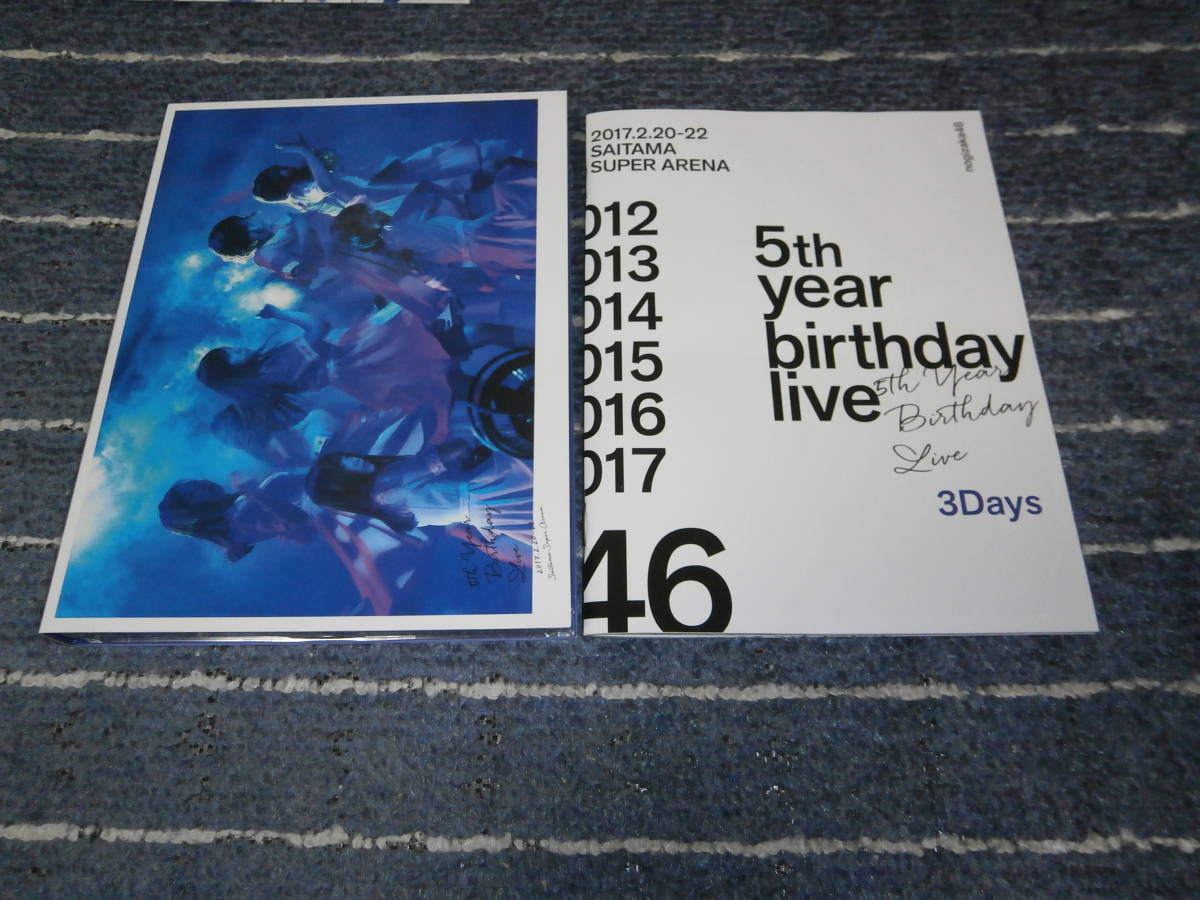 5th Year
Birthday
Live
2017.2.20-22
Saitama Super Arena
2017.2.20-22
SAITAMA
SUPER ARENA
nogizaka46
012
013
014
015
016
017
46
5th
year
birthday
live
5th Year
Birthday
Live
3Days